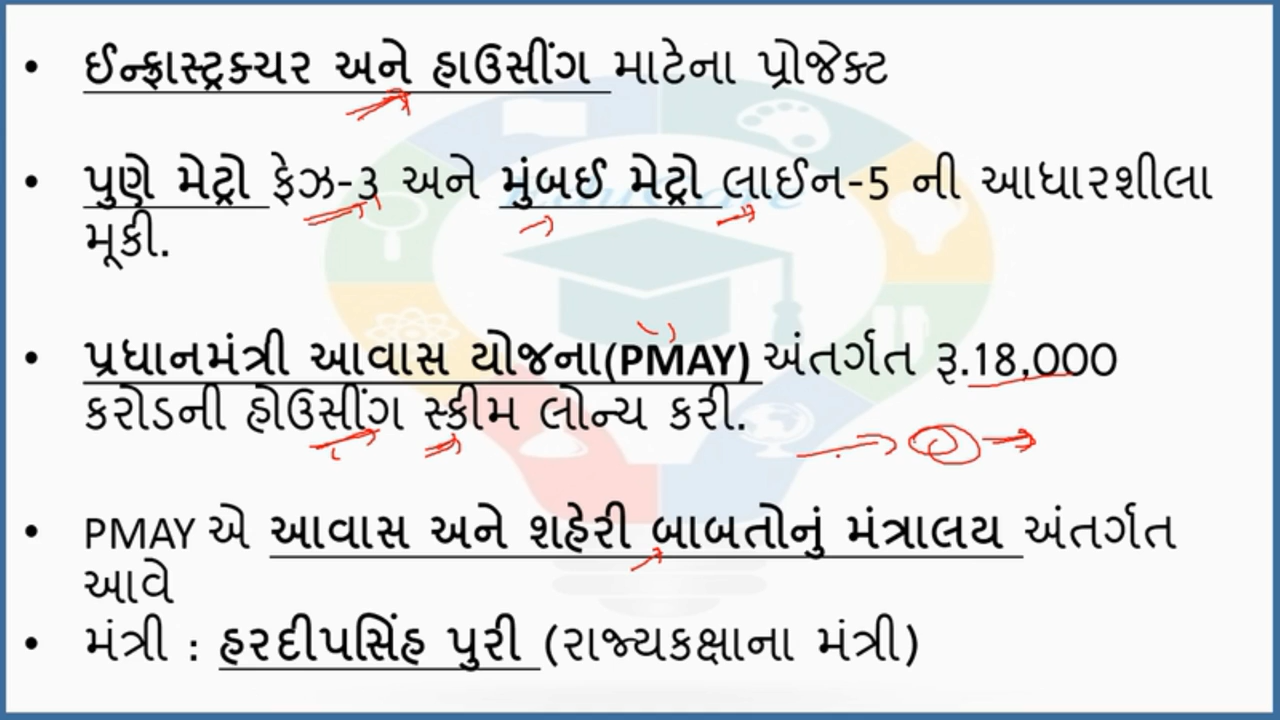 • ઈન્ફ્રાસ્ટ્રક્ચર અને હાઉસીંગ માટેના પ્રોજેક્ટ
• પુણે મેટ્રો ફેઝ-૩ અને મુંબઈ મેટ્રો લાઈન-5 ની આધારશીલા
મૂકી.
• પ્રધાનમંત્રી આવાસ યોજના(PMAY) અંતર્ગત રૂ.18,000
કરોડની હોઉસીંગ સ્કીમ લોન્ચ કરી.
• PMAY એ આવાસ અને શહેરી બાબતોનું મંત્રાલય અંતર્ગત
આવે
• મંત્રી : હરદીપસિંહ પુરી (રાજ્યકક્ષાના મંત્રી)